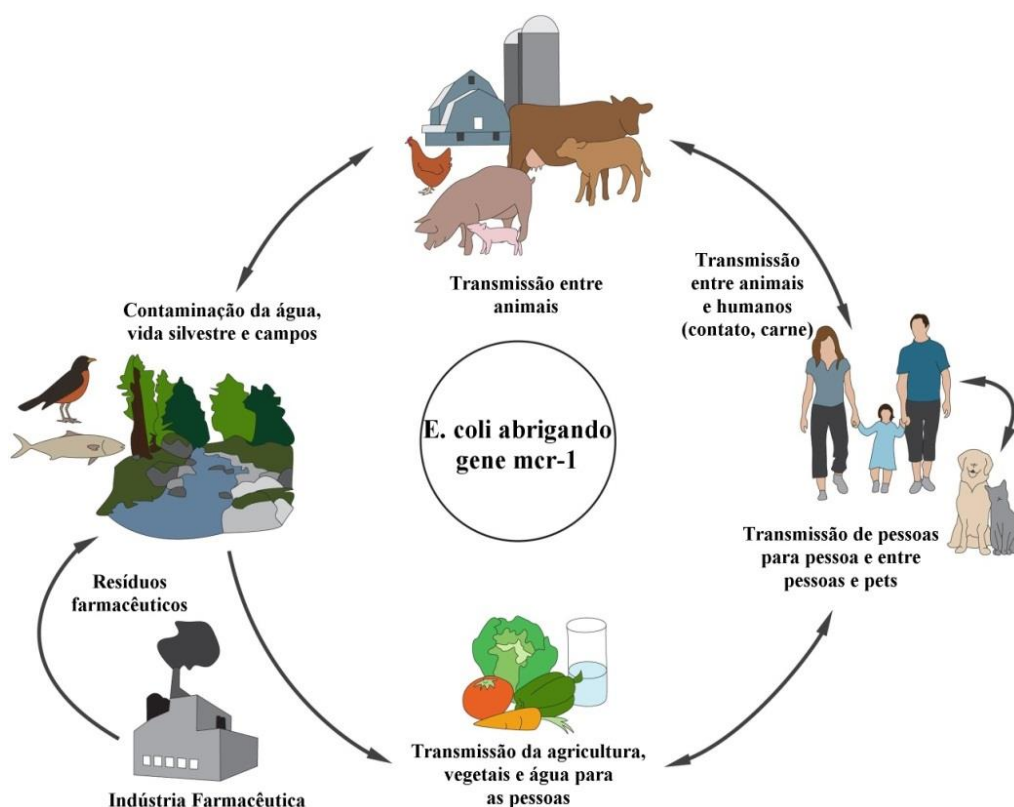 Transmissão entre
animais
Transmissão
entre animais
e humanos
(contato, carne)
Contaminação da água,
vida silvestre e campos
E. coli abrigando
gene mcr-1
Transmissão de pessoas
para pessoa e entre
pessoas e pets
Resíduos
farmacêuticos
Transmissão da agricultura,
vegetais e água para
as pessoas
Indústria Farmacêutica